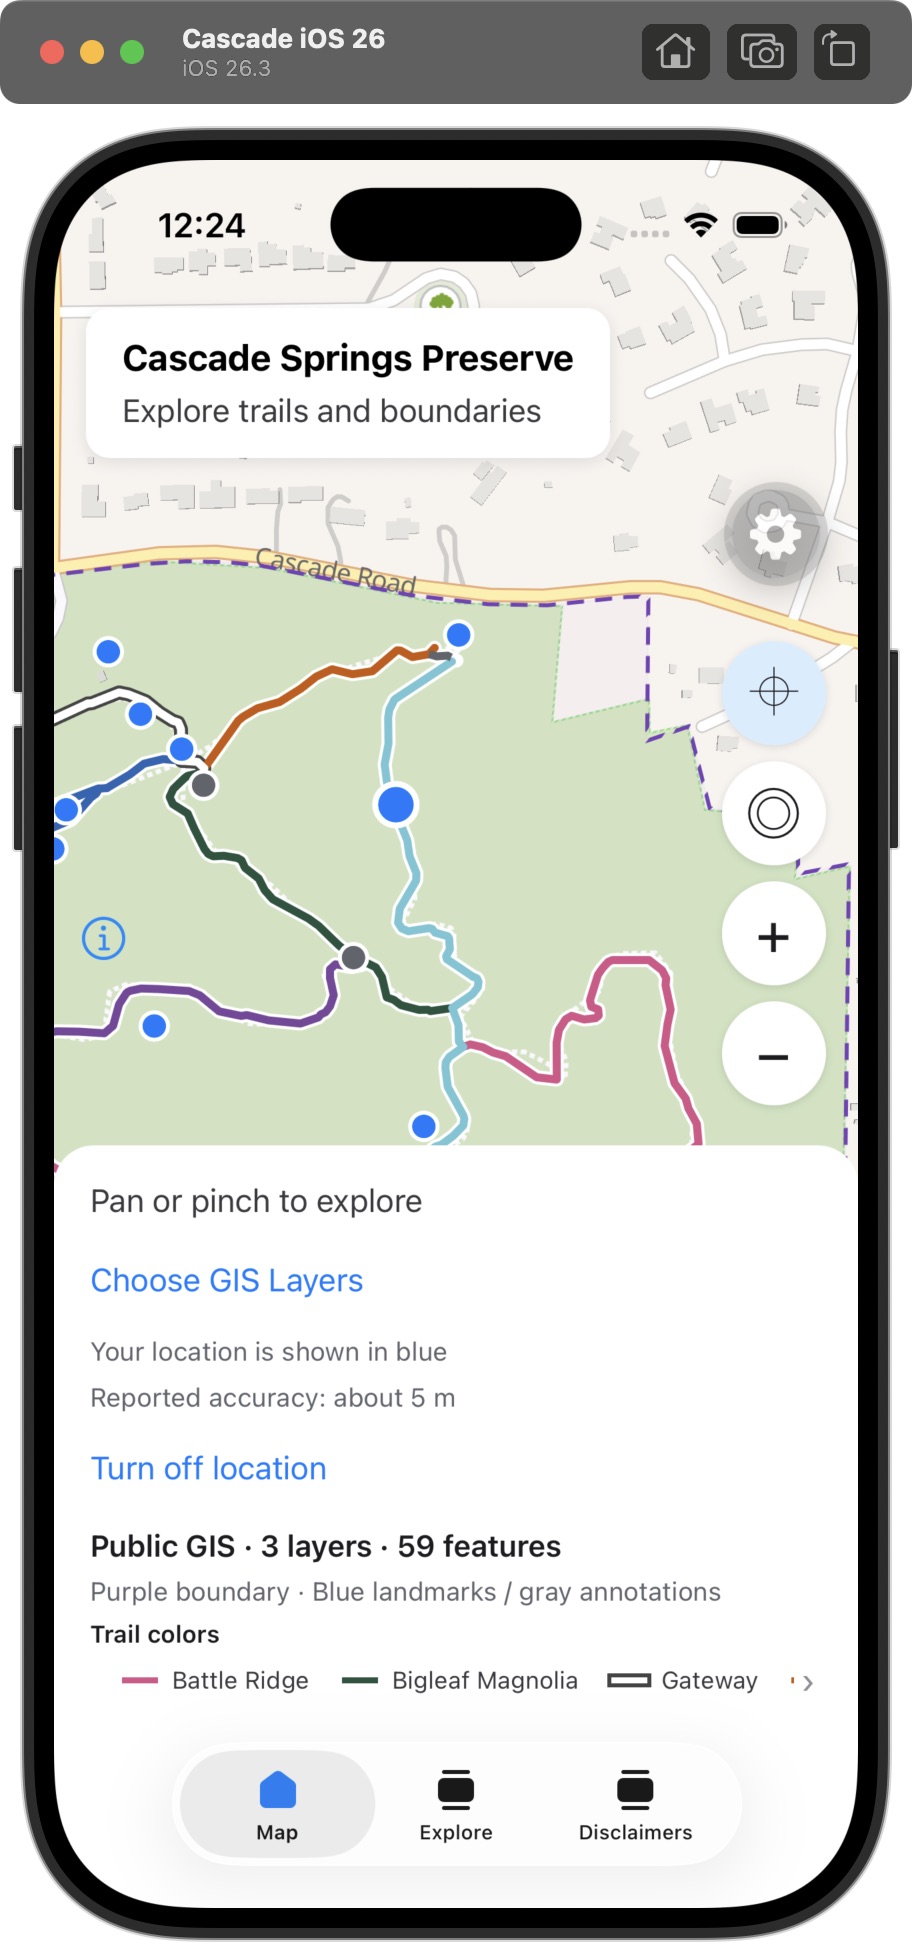 Cascade iOS 26
iOS 26.3
12:24
Cascade Springs Preserve
Explore trails and boundaries
Cascade Road
Pan or pinch to explore
Choose GIS Layers
Your location is shown in blue
Reported accuracy: about 5 m
Turn off location
Public GIS · 3 layers · 59 features
Purple boundary · Blue landmarks / gray annotations
Trail colors
Battle Ridge Bigleaf Magnolia Gateway
Map Explore Disclaimers